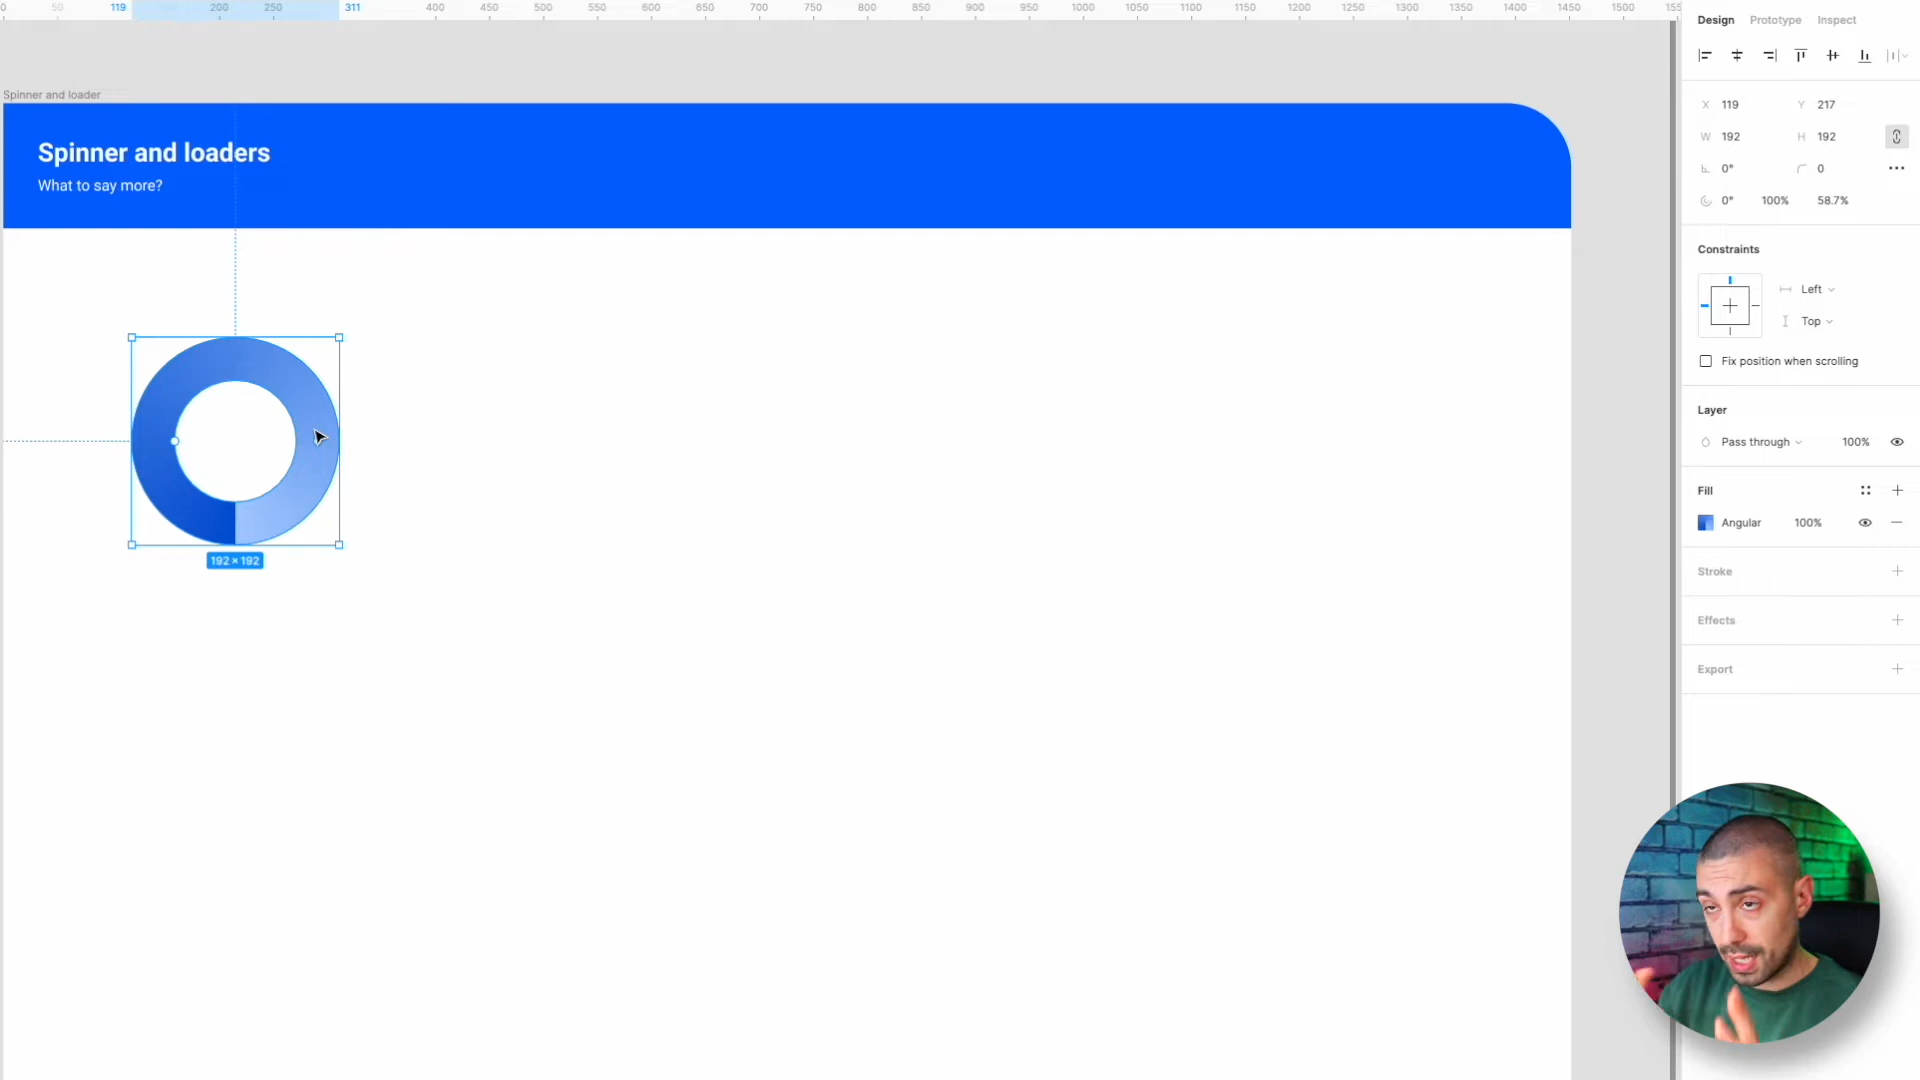 0 50 119 200 250 311 400 450 500 550 600 650 700 750 800 850 900 950 1000 1050 1100 1150 1200 1250 1300 1350 1400 1450 1500
Design Prototype Inspect
Spinner and loader
X 119 Y 217
W 192 H 192
0° 0
0° 100% 58.7%
Spinner and loaders
What to say more?
Constraints
Left
Top
Fix position when scrolling
Layer
Pass through 100%
Fill
Angular 100%
192 × 192
Stroke
Effects
Export